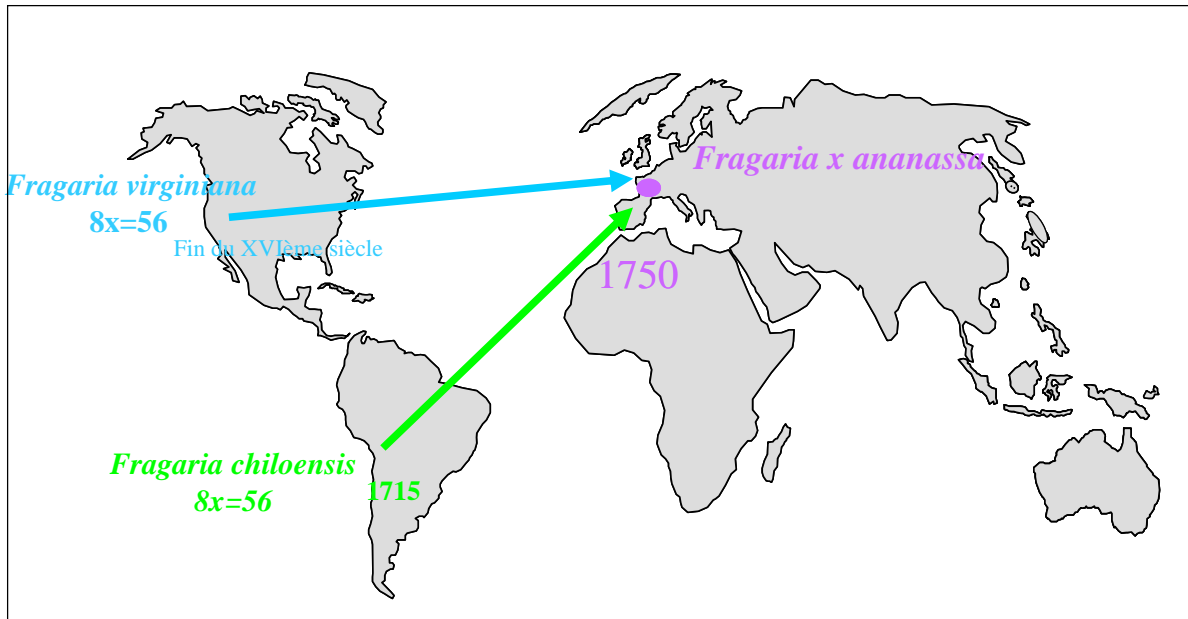 Fragaria x ananassa
Fragaria virginiana
8x=56
Fin du XVIème siècle
1750
Fragaria chiloensis
8x=56
1715